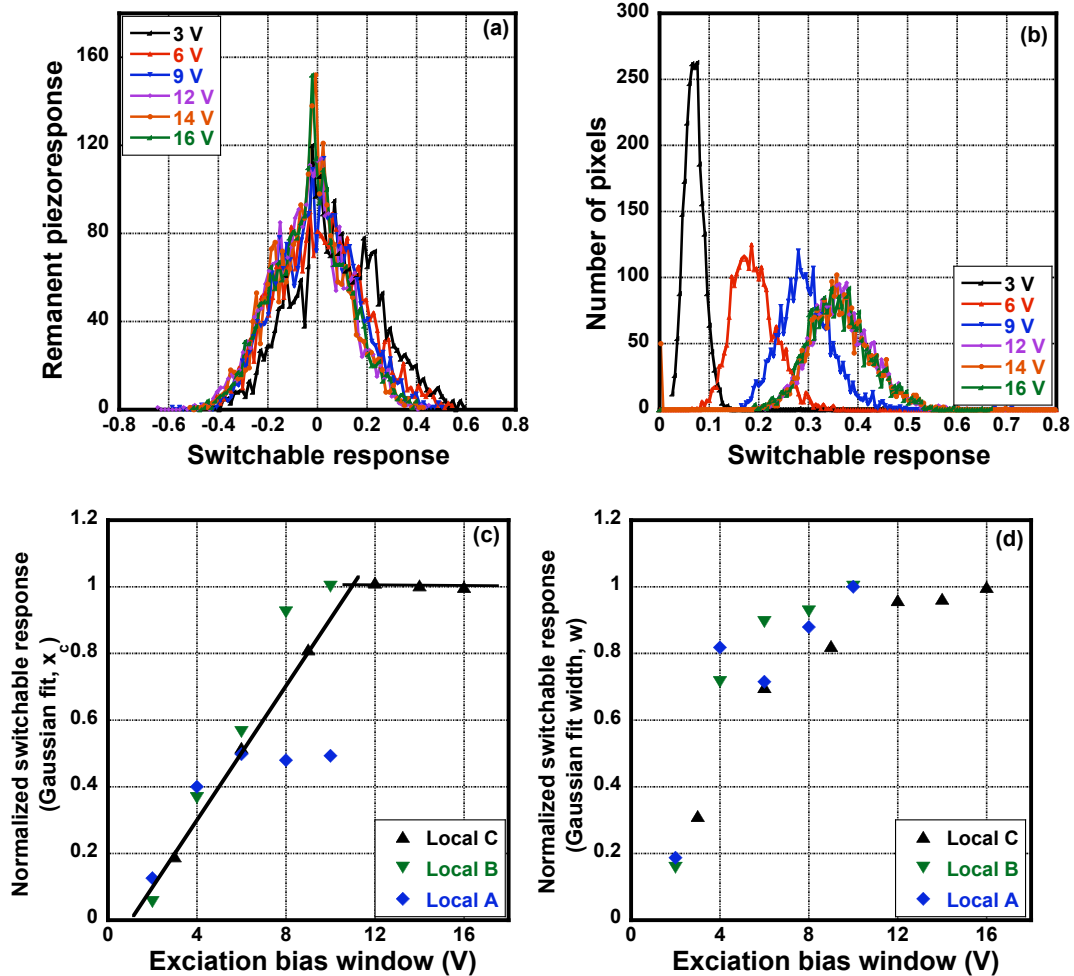 (a)
3 V
6 V
9 V
12 V
14 V
16 V
160
120
80
40
0
-0.8 -0.6 -0.4 -0.2 0 0.2 0.4 0.6 0.8
Remanent piezoresponse
Switchable response
(b)
300
250
200
150
100
50
0
3 V
6 V
9 V
12 V
14 V
16 V
0 0.1 0.2 0.3 0.4 0.5 0.6 0.7 0.8
Number of pixels
Switchable response
(c)
1.2
1
0.8
0.6
0.4
0.2
0
Local C
Local B
Local A
0 4 8 12 16
Normalized switchable response
(Gaussian fit, x_c)
Exciation bias window (V)
(d)
1.2
1
0.8
0.6
0.4
0.2
0
Local C
Local B
Local A
0 4 8 12 16
Normalized switchable response
(Gaussian fit width, w)
Exciation bias window (V)